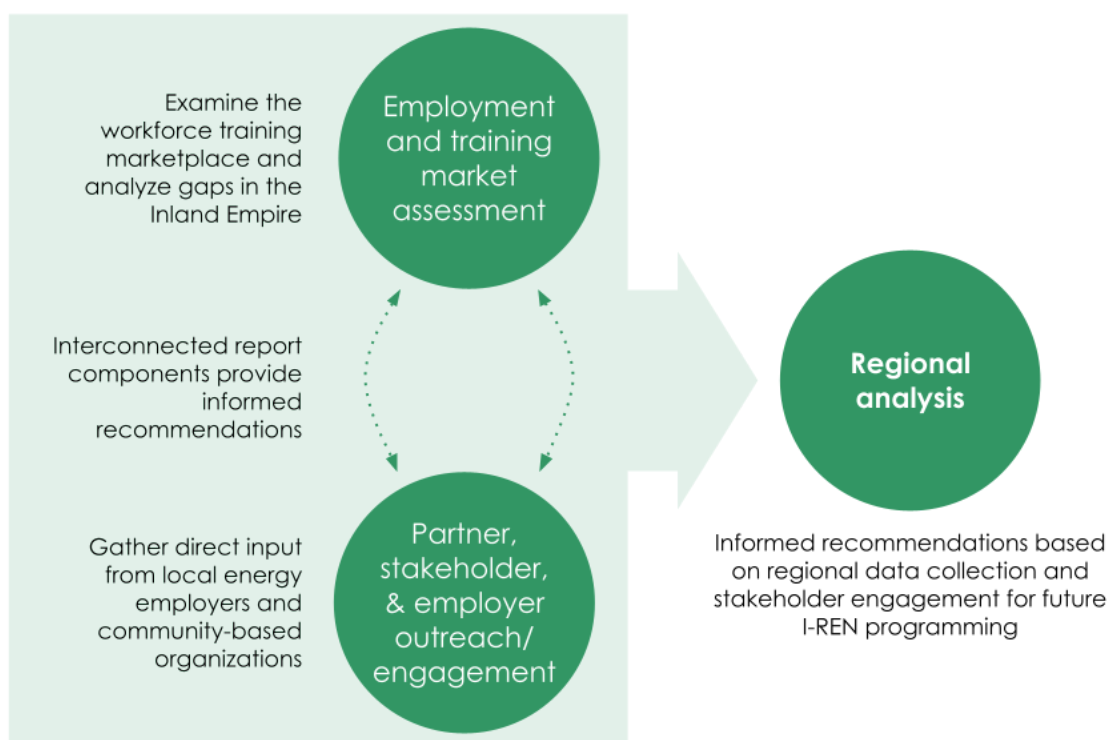 Examine the
workforce training
marketplace and
analyze gaps in the
Inland Empire
Employment
and training
market
assessment
Interconnected report
components provide
informed
recommendations
Gather direct input
from local energy
employers and
community-based
organizations
Partner,
stakeholder,
& employer
outreach/
engagement
Regional
analysis
Informed recommendations based
on regional data collection and
stakeholder engagement for future
I-REN programming